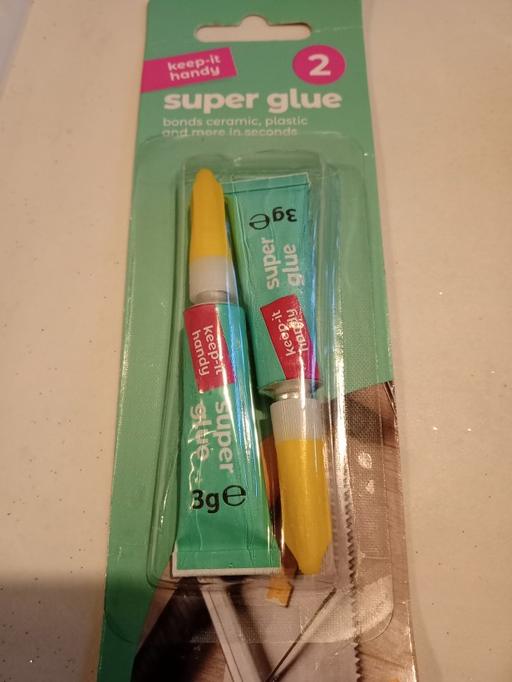 keep-it
handy
2
super glue
bonds ceramic, plastic
and more in seconds
3g℮
super
glue
keep-it
handy
keep-it
handy
super
glue
3g℮